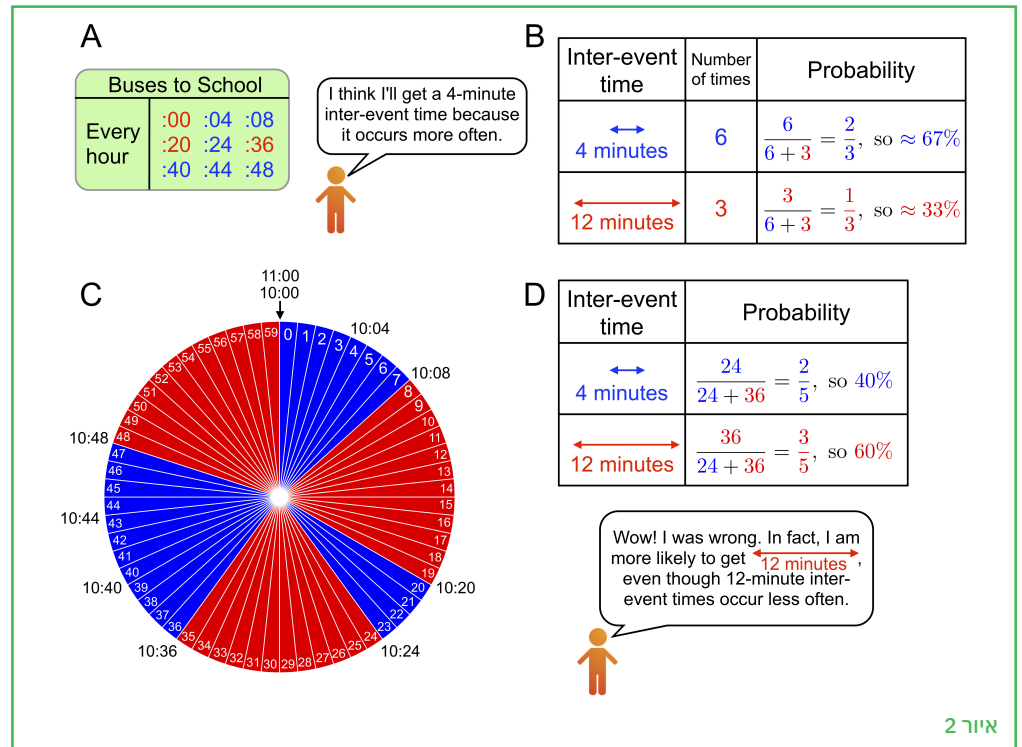 A
Buses to School
Every
hour
:00 :04 :08
:20 :24 :36
:40 :44 :48
I think I'll get a 4-minute
inter-event time because
it occurs more often.
B
Inter-event
time
Number
of times
Probability
4 minutes
6
6/(6 + 3) = 2/3, so ≈ 67%
12 minutes
3
3/(6 + 3) = 1/3, so ≈ 33%
C
11:00
10:00
10:04
10:08
10:20
10:24
10:36
10:40
10:44
10:48
0
1
2
3
4
5
6
7
8
9
10
11
12
13
14
15
16
17
18
19
20
21
22
23
24
25
26
27
28
29
30
31
32
33
34
35
36
37
38
39
40
41
42
43
44
45
46
47
48
49
50
51
52
53
54
55
56
57
58
59
D
Inter-event
time
Probability
4 minutes
24/(24 + 36) = 2/5, so 40%
12 minutes
36/(24 + 36) = 3/5, so 60%
Wow! I was wrong. In fact, I am
more likely to get 12 minutes,
even though 12-minute inter-
event times occur less often.
איור 2